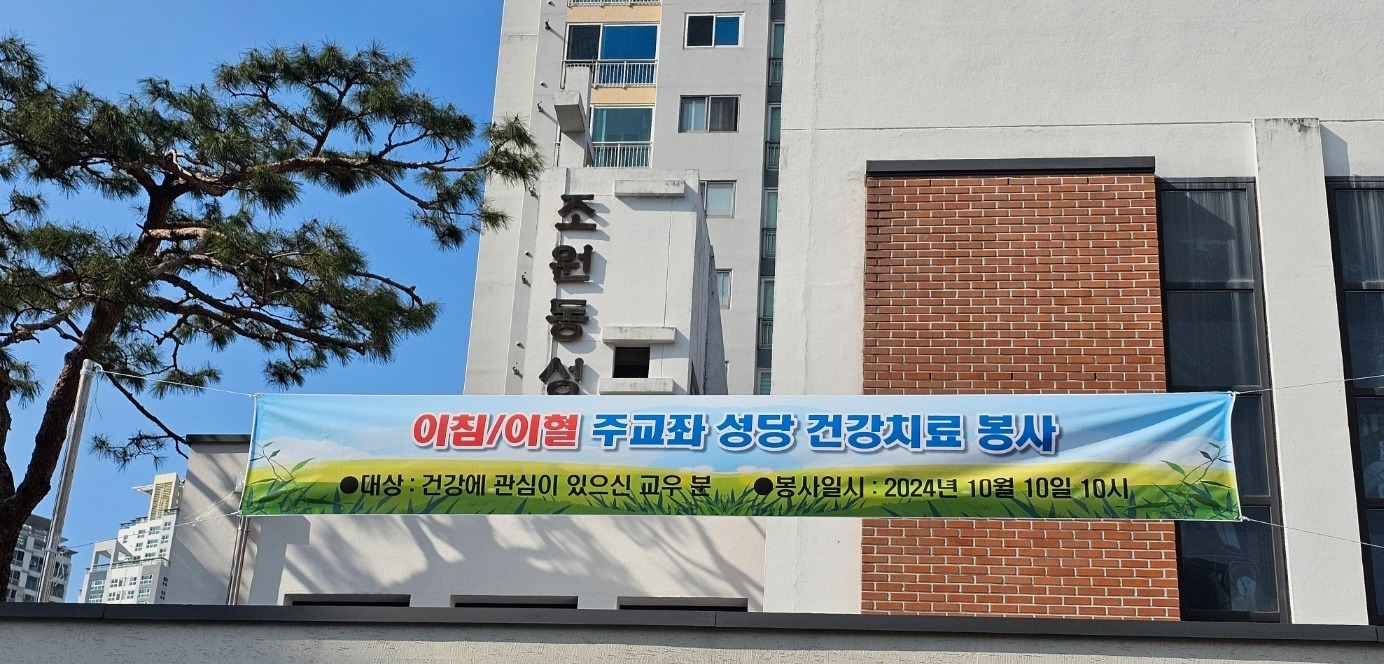 조원동성
이침/이혈 주교좌 성당 건강치료 봉사
●대상 : 건강에 관심이 있으신 교우 분 ●봉사일시 : 2024년 10월 10일 10시